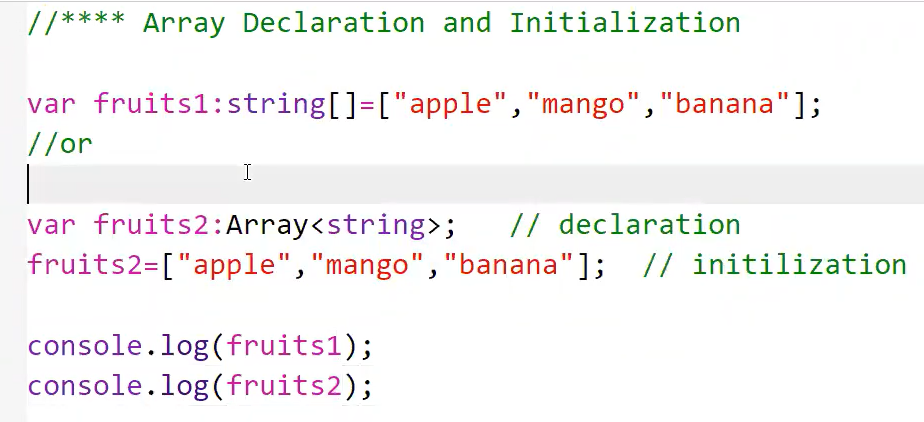 //**** Array Declaration and Initialization
var fruits1:string[]=["apple","mango","banana"];
//or
var fruits2:Array<string>;   // declaration
fruits2=["apple","mango","banana"];  // initilization
console.log(fruits1);
console.log(fruits2);